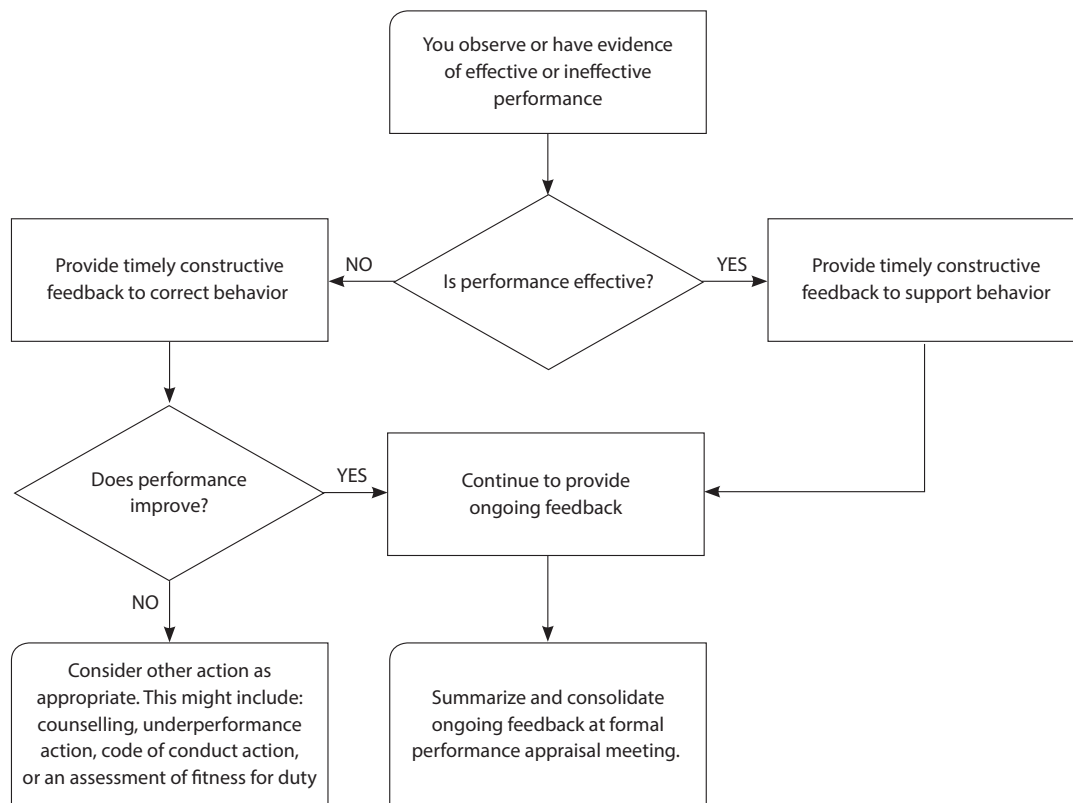 You observe or have evidence
of effective or ineffective
performance
Is performance effective?
NO
YES
Provide timely constructive
feedback to correct behavior
Provide timely constructive
feedback to support behavior
Does performance
improve?
YES
NO
Continue to provide
ongoing feedback
Consider other action as
appropriate. This might include:
counselling, underperformance
action, code of conduct action,
or an assessment of fitness for duty
Summarize and consolidate
ongoing feedback at formal
performance appraisal meeting.